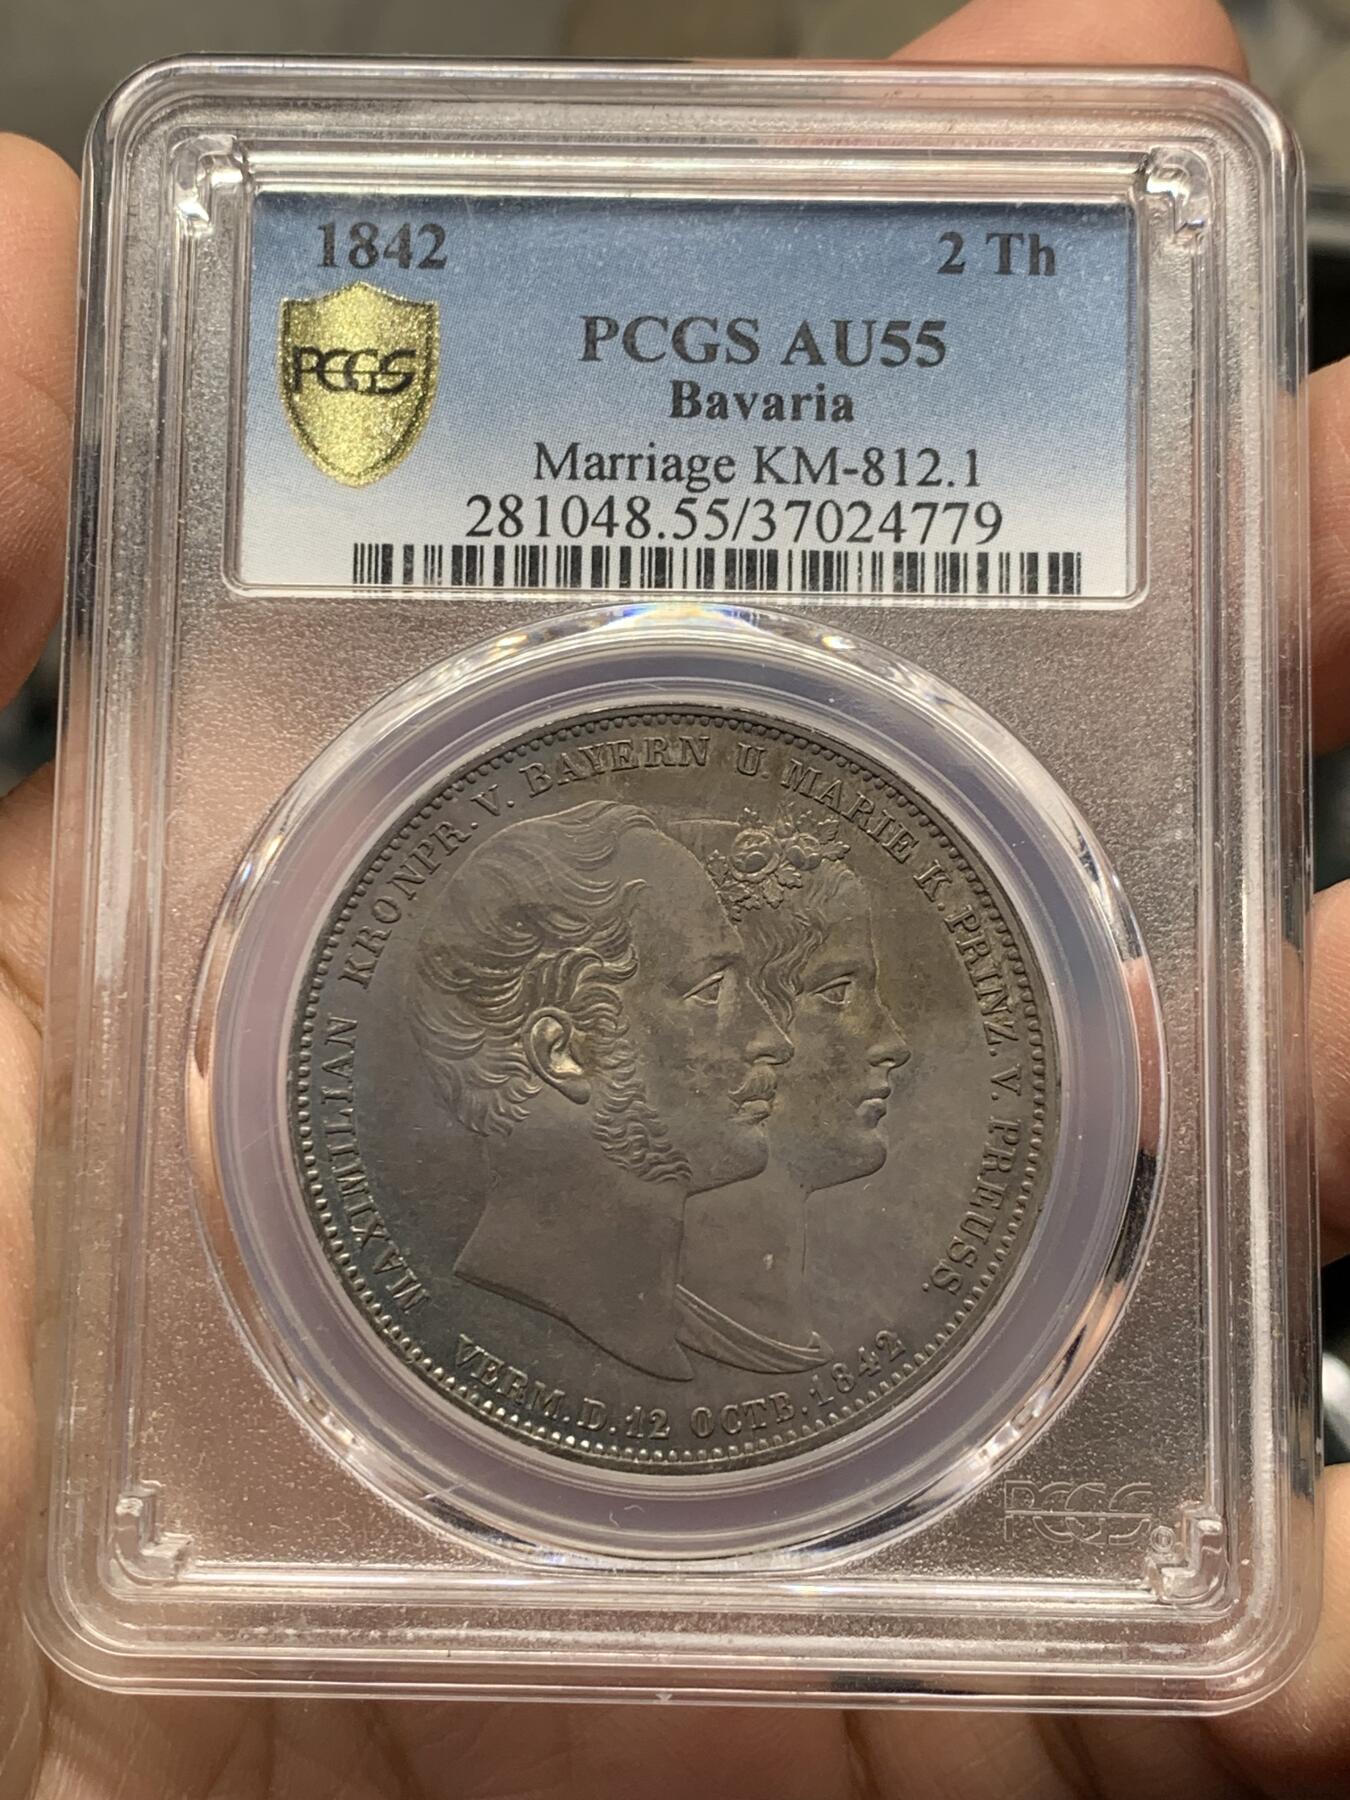 1842
2 Th
PCGS
PCGS AU55
Bavaria
Marriage KM-812.1
281048.55/37024779
MAXIMILIAN KRONPR. V. BAYERN U. MARIE K. PRINZ. V. PREUSS.
VERM. D. 12 OCTB. 1842
PCGS